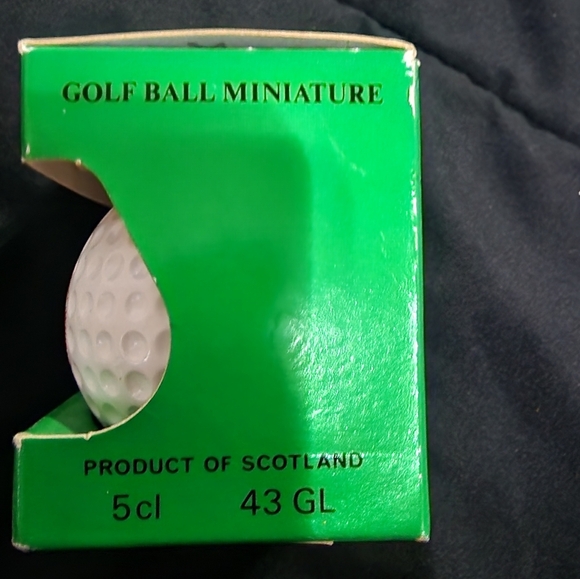 GOLF BALL MINIATURE
PRODUCT OF SCOTLAND
5cl 43 GL